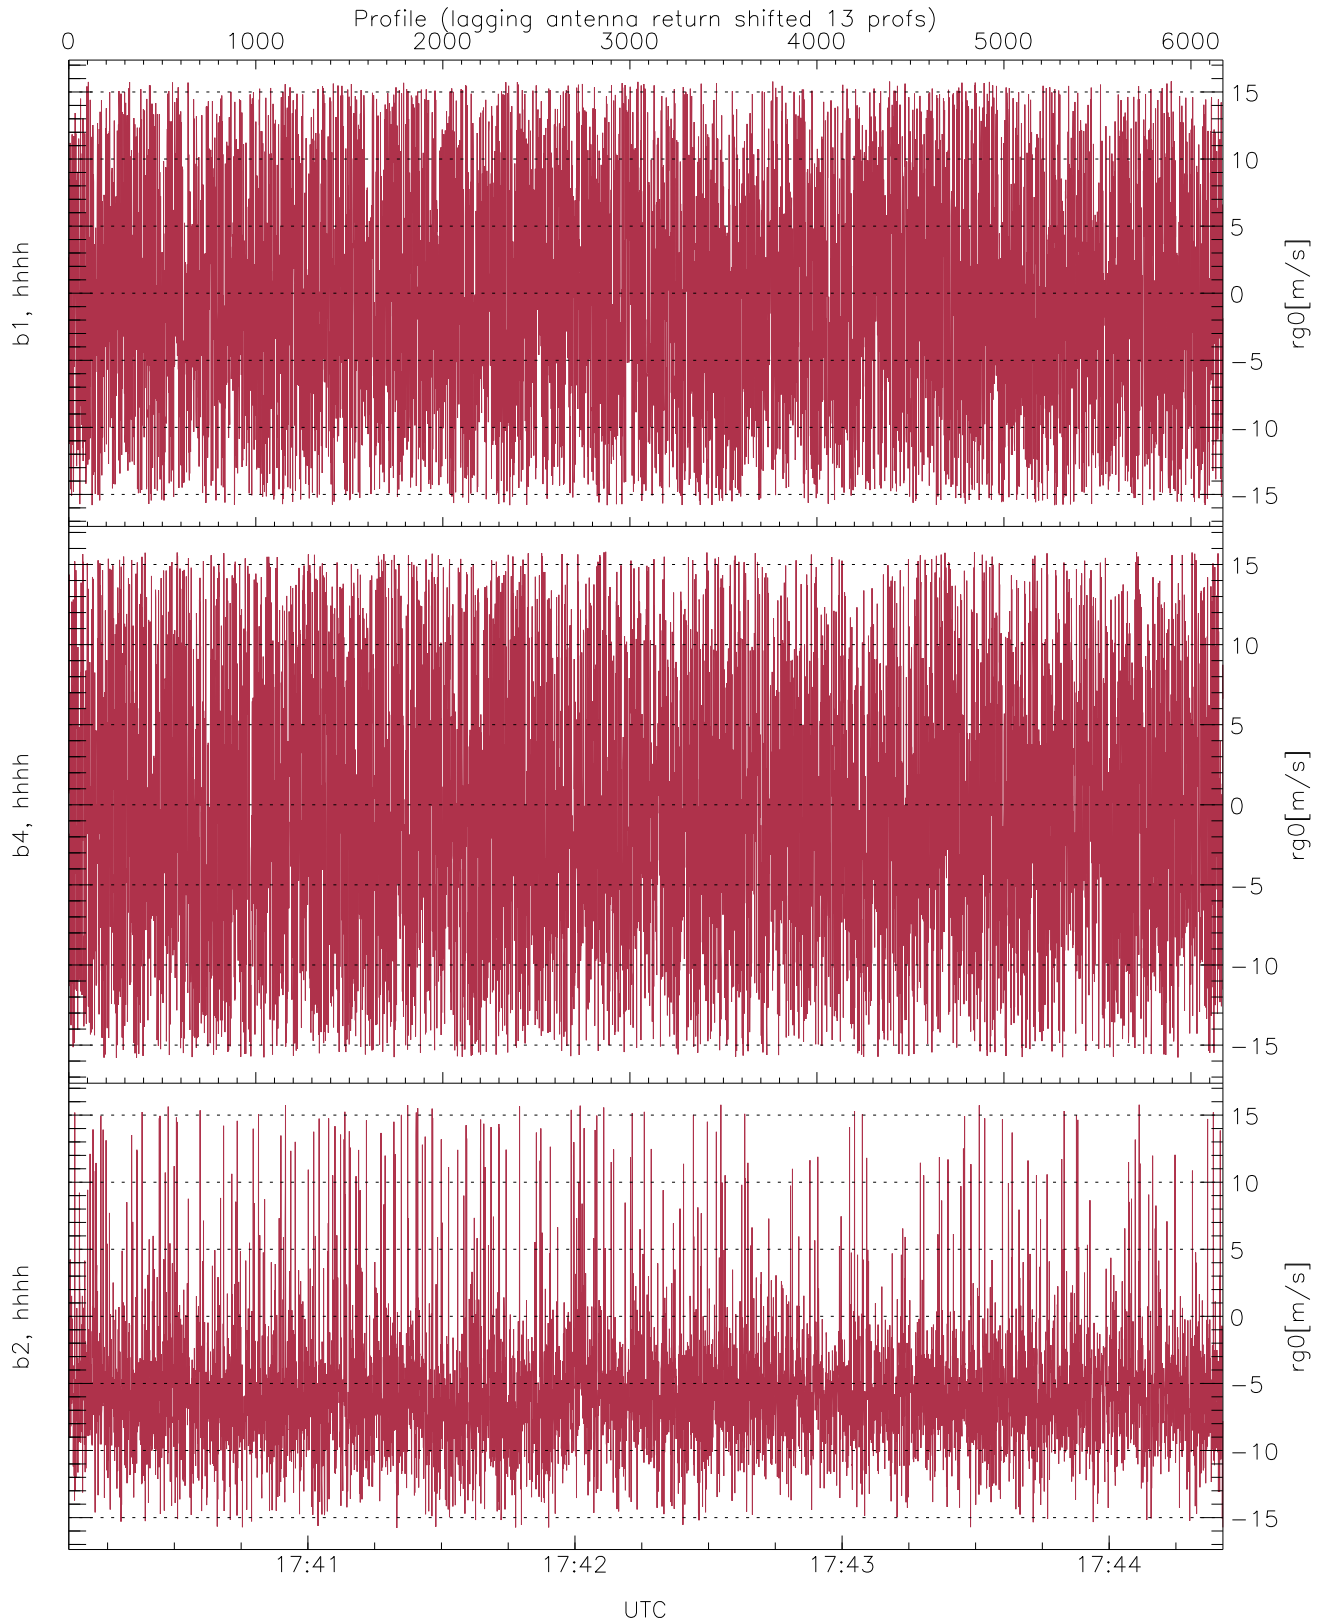 Profile (lagging antenna return shifted 13 profs)
0 1000 2000 3000 4000 5000 6000
b1, hhhh
15
10
5
0
-5
-10
-15
rg0[m/s]
b4, hhhh
15
10
5
0
-5
-10
-15
rg0[m/s]
b2, hhhh
15
10
5
0
-5
-10
-15
rg0[m/s]
17:41 17:42 17:43 17:44
UTC